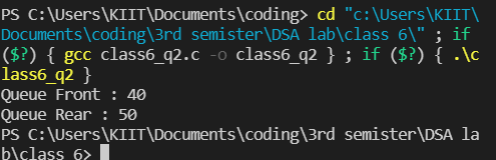 PS C:\Users\KIIT\Documents\coding> cd "c:\Users\KIIT\
Documents\coding\3rd semister\DSA lab\class 6\" ; if
($?) { gcc class6_q2.c -o class6_q2 } ; if ($?) { .\c
lass6_q2 }
Queue Front : 40
Queue Rear : 50
PS C:\Users\KIIT\Documents\coding\3rd semister\DSA la
b\class 6>